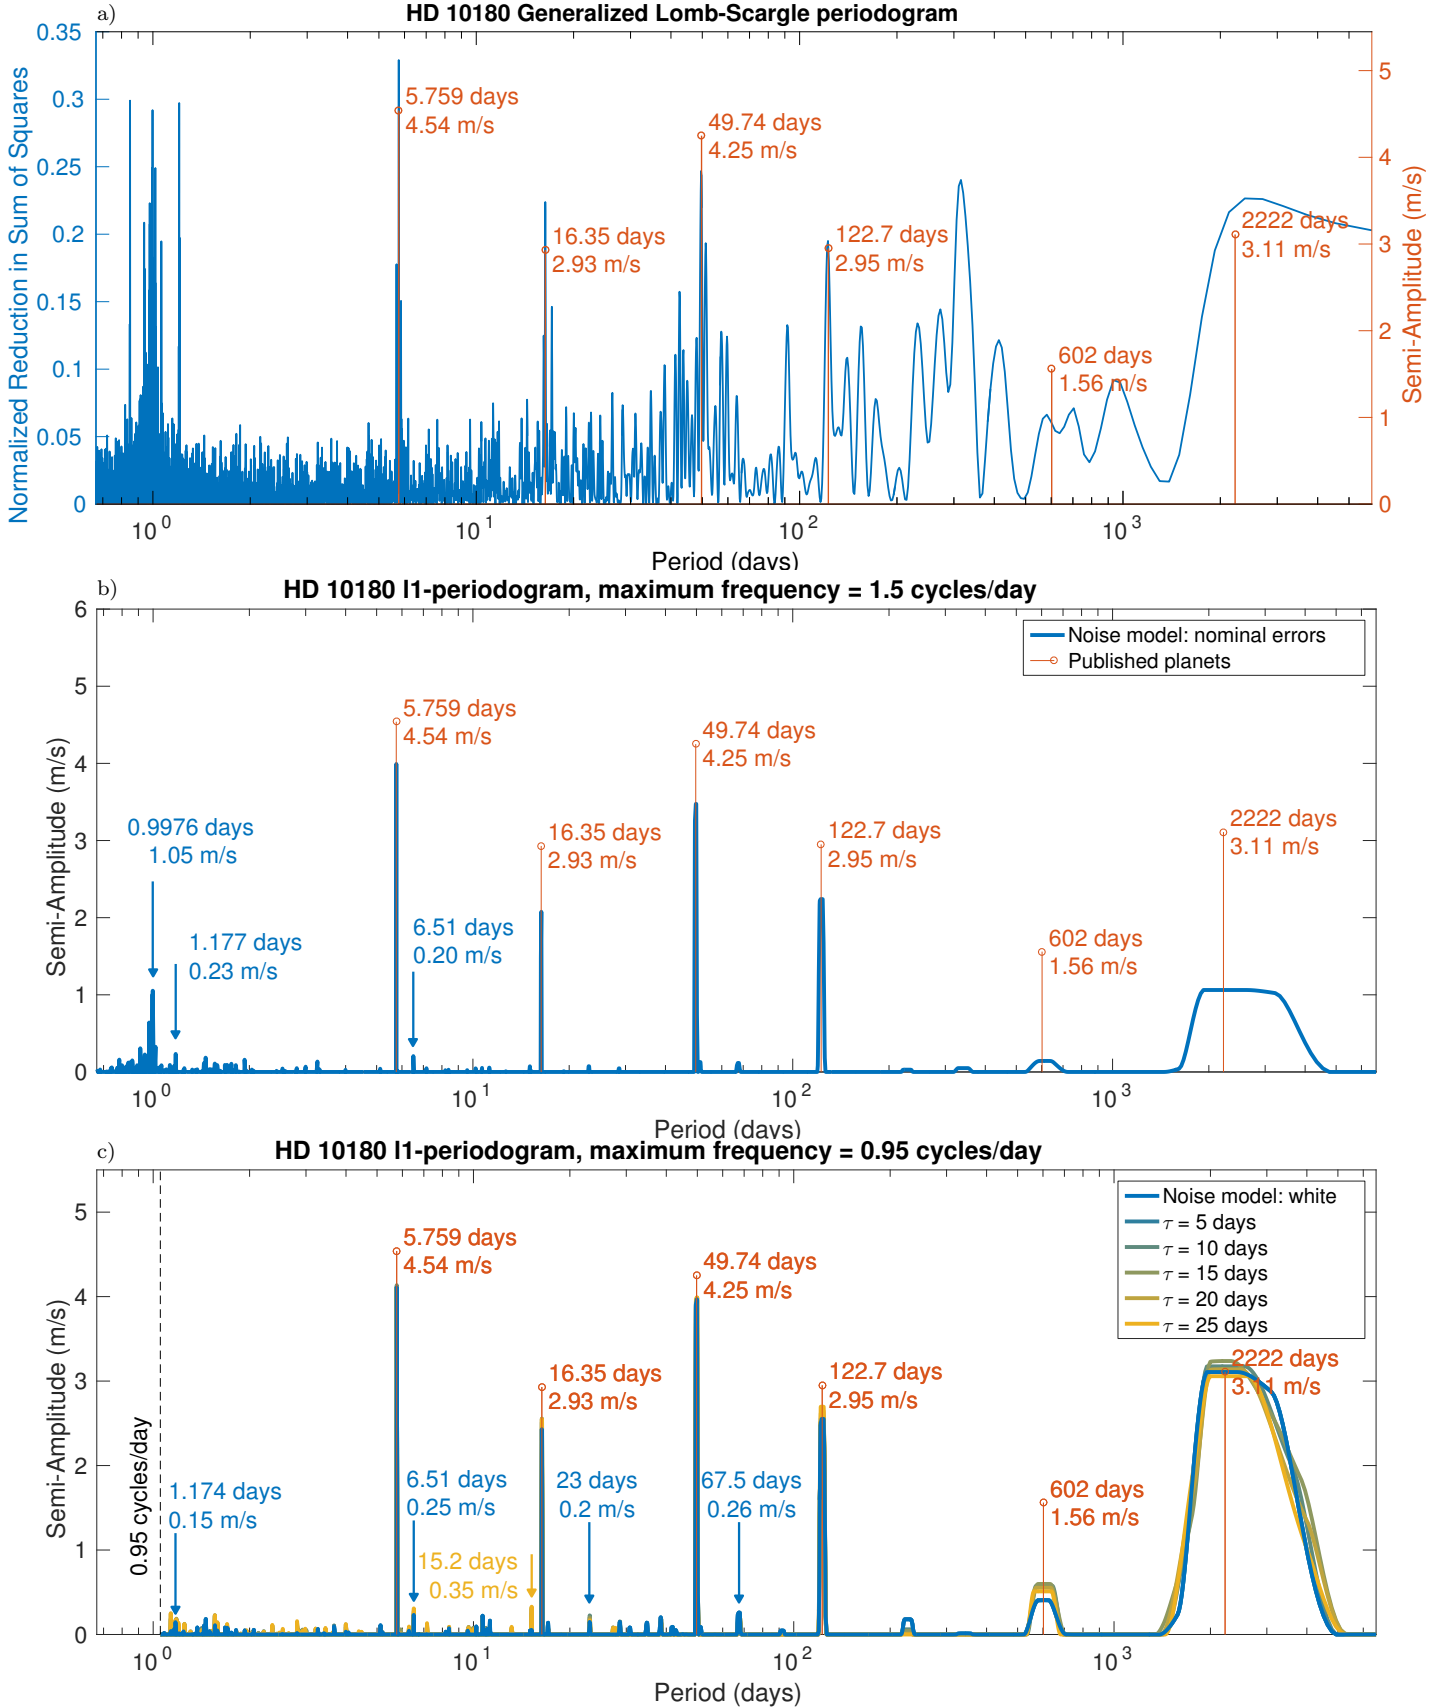 a)
HD 10180 Generalized Lomb-Scargle periodogram
Normalized Reduction in Sum of Squares
0.35
0.3
0.25
0.2
0.15
0.1
0.05
0
5.759 days
4.54 m/s
16.35 days
2.93 m/s
49.74 days
4.25 m/s
122.7 days
2.95 m/s
602 days
1.56 m/s
2222 days
3.11 m/s
5
4
3
2
1
0
Semi-Amplitude (m/s)
10^0
10^1
10^2
10^3
Period (days)
b)
HD 10180 l1-periodogram, maximum frequency = 1.5 cycles/day
Semi-Amplitude (m/s)
6
5
4
3
2
1
0
Noise model: nominal errors
Published planets
0.9976 days
1.05 m/s
1.177 days
0.23 m/s
5.759 days
4.54 m/s
6.51 days
0.20 m/s
16.35 days
2.93 m/s
49.74 days
4.25 m/s
122.7 days
2.95 m/s
602 days
1.56 m/s
2222 days
3.11 m/s
10^0
10^1
10^2
10^3
Period (days)
c)
HD 10180 l1-periodogram, maximum frequency = 0.95 cycles/day
Semi-Amplitude (m/s)
5
4
3
2
1
0
Noise model: white
τ = 5 days
τ = 10 days
τ = 15 days
τ = 20 days
τ = 25 days
0.95 cycles/day
1.174 days
0.15 m/s
5.759 days
4.54 m/s
6.51 days
0.25 m/s
15.2 days
0.35 m/s
16.35 days
2.93 m/s
23 days
0.2 m/s
49.74 days
4.25 m/s
67.5 days
0.26 m/s
122.7 days
2.95 m/s
602 days
1.56 m/s
2222 days
3.11 m/s
10^0
10^1
10^2
10^3
Period (days)